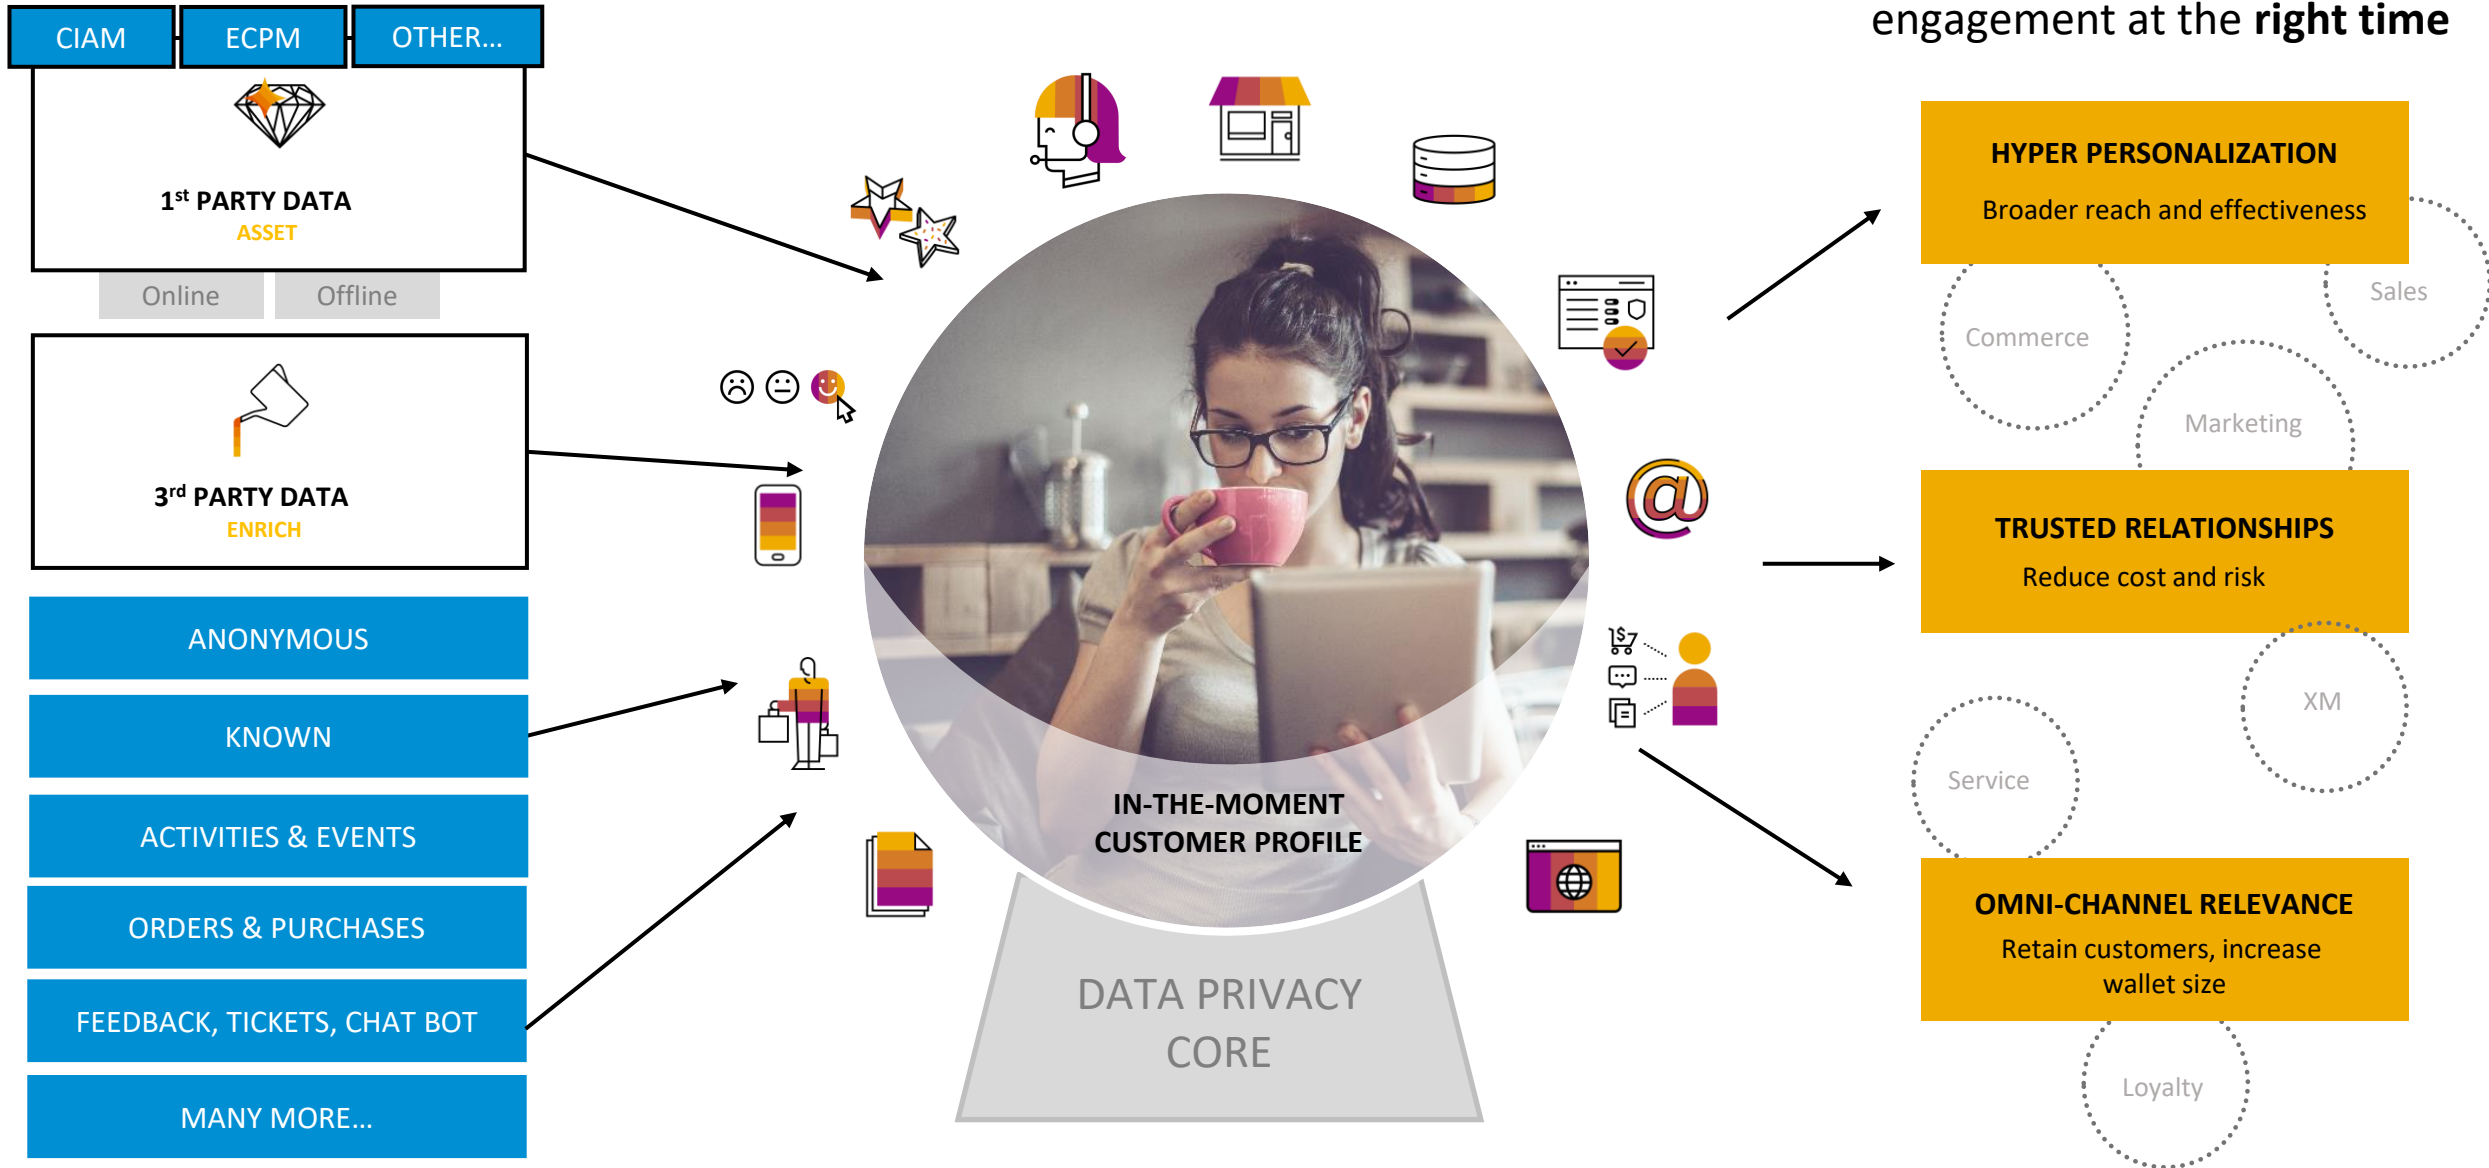 engagement at the right time
CIAM
ECPM
OTHER...
1st PARTY DATA
ASSET
Online
Offline
3rd PARTY DATA
ENRICH
ANONYMOUS
KNOWN
ACTIVITIES & EVENTS
ORDERS & PURCHASES
FEEDBACK, TICKETS, CHAT BOT
MANY MORE...
IN-THE-MOMENT
CUSTOMER PROFILE
DATA PRIVACY
CORE
HYPER PERSONALIZATION
Broader reach and effectiveness
Sales
Commerce
Marketing
TRUSTED RELATIONSHIPS
Reduce cost and risk
XM
Service
OMNI-CHANNEL RELEVANCE
Retain customers, increase
wallet size
Loyalty